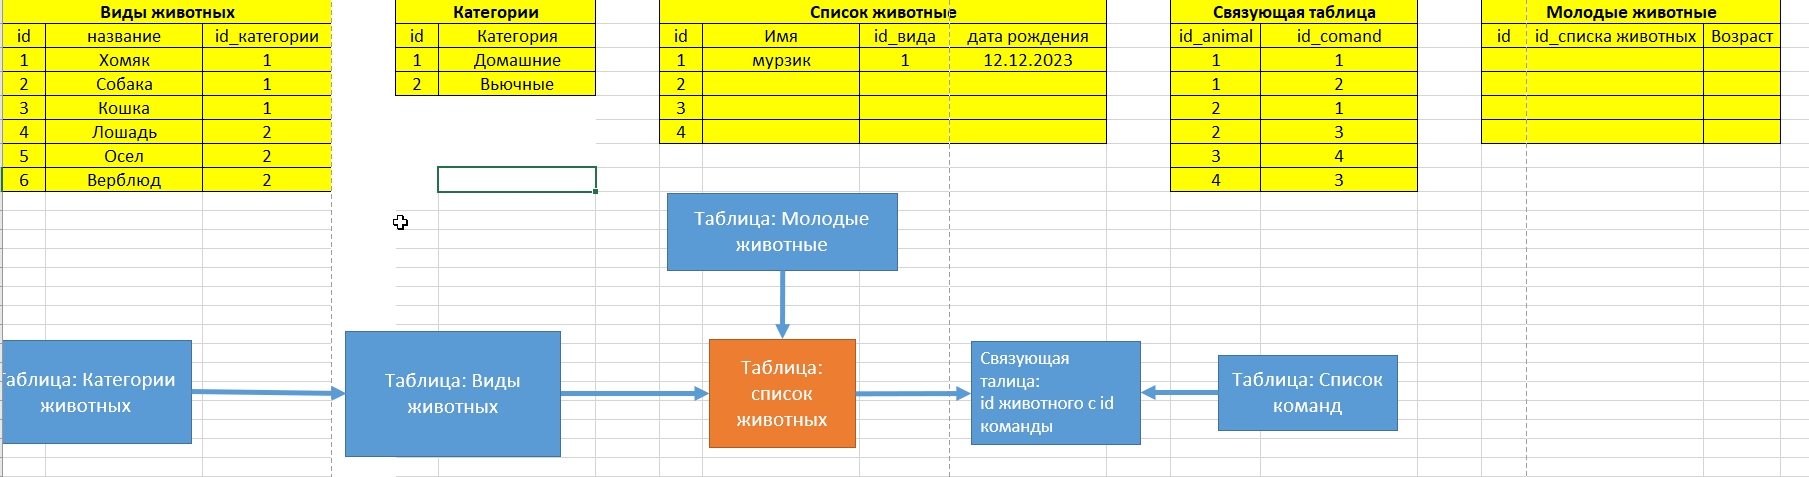 Виды животных
id название id_категории
1 Хомяк 1
2 Собака 1
3 Кошка 1
4 Лошадь 2
5 Осел 2
6 Верблюд 2
Категории
id Категория
1 Домашние
2 Вьючные
Список животные
id Имя id_вида дата рождения
1 мурзик 1 12.12.2023
2
3
4
Связующая таблица
id_animal id_comand
1 1
1 2
2 1
2 3
3 4
4 3
Молодые животные
id id_списка животных Возраст
Таблица: Молодые
животные
аблица: Категории
животных
Таблица: Виды
животных
Таблица:
список
животных
Связующая
талица:
id животного с id
команды
Таблица: Список
команд